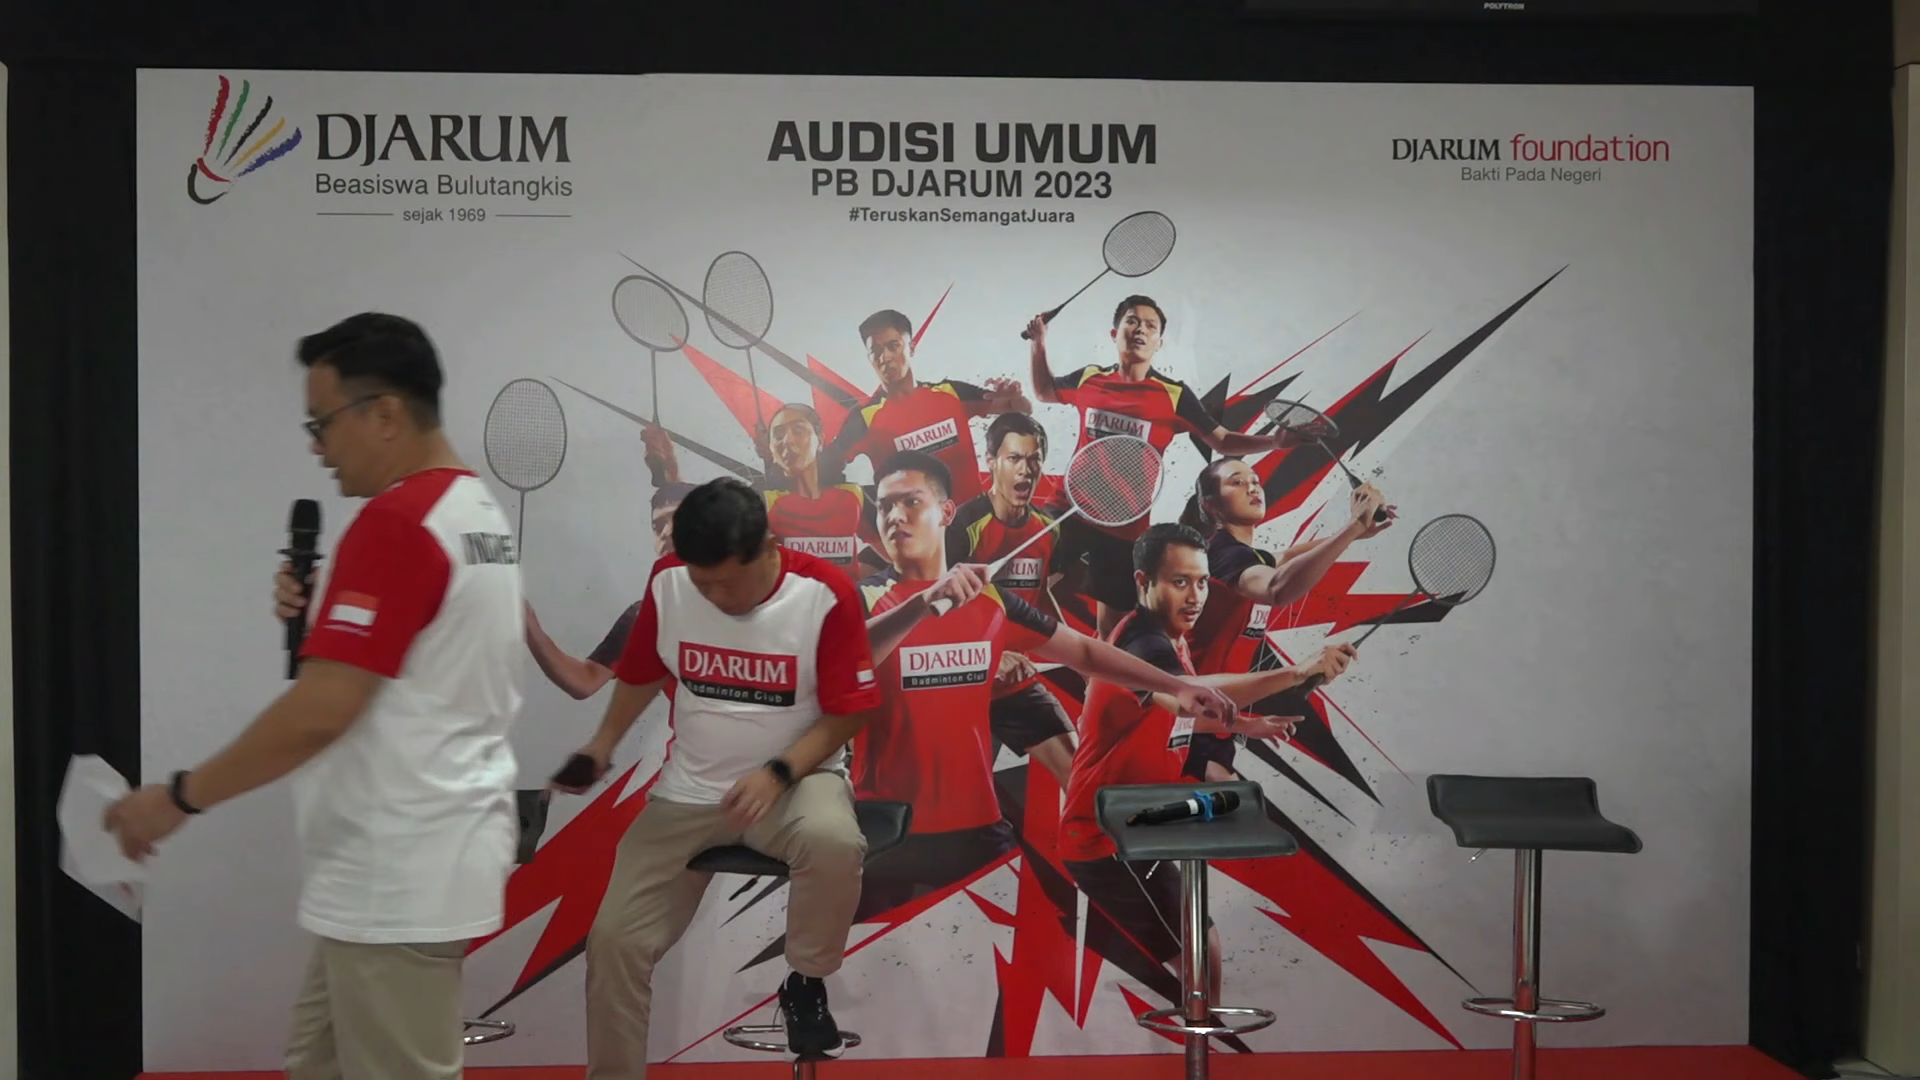 POLYTRON
DJARUM
Beasiswa Bulutangkis
sejak 1969
AUDISI UMUM
PB DJARUM 2023
#TeruskanSemangatJuara
DJARUM foundation
Bakti Pada Negeri
DJARUM
DJARUM
DJARUM
DJARUM
Badminton Club
DJARUM
Badminton Club